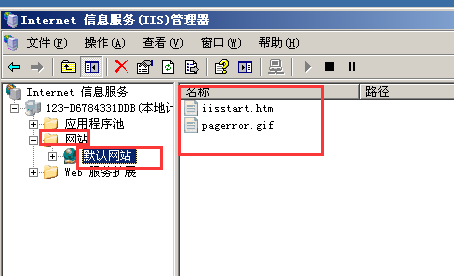 Internet 信息服务(IIS)管理器
文件(F) 操作(A) 查看(V) 窗口(W) 帮助(H)
Internet 信息服务
名称 路径
123-D6784331DDB(本地计
iisstart.htm
应用程序池
pagerror.gif
网站
默认网站
Web 服务扩展